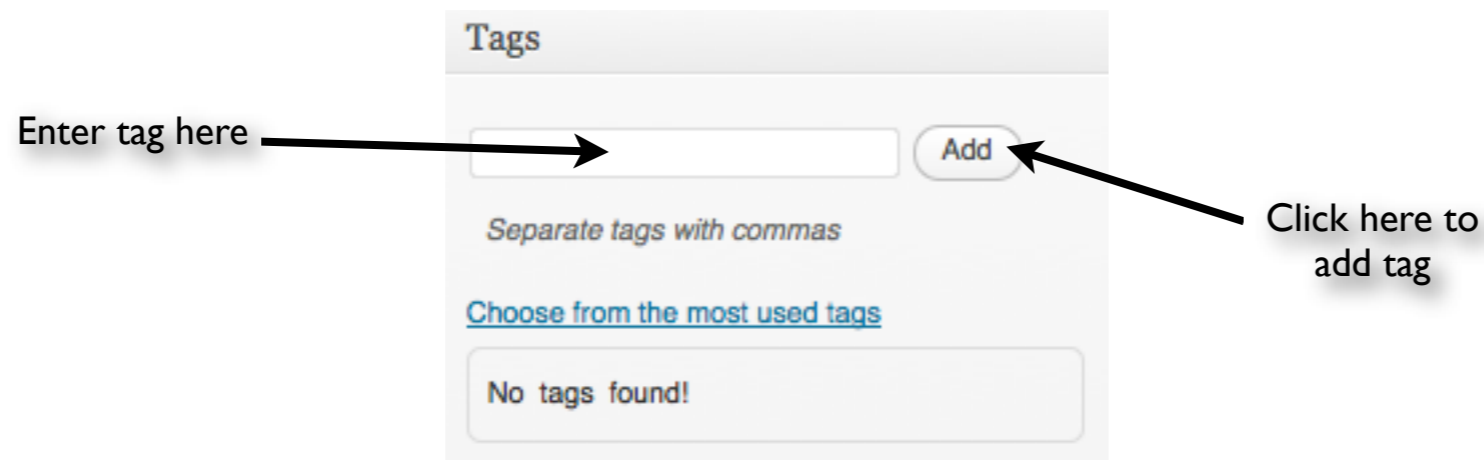 Tags
Enter tag here
Add
Click here to
add tag
Separate tags with commas
Choose from the most used tags
No tags found!